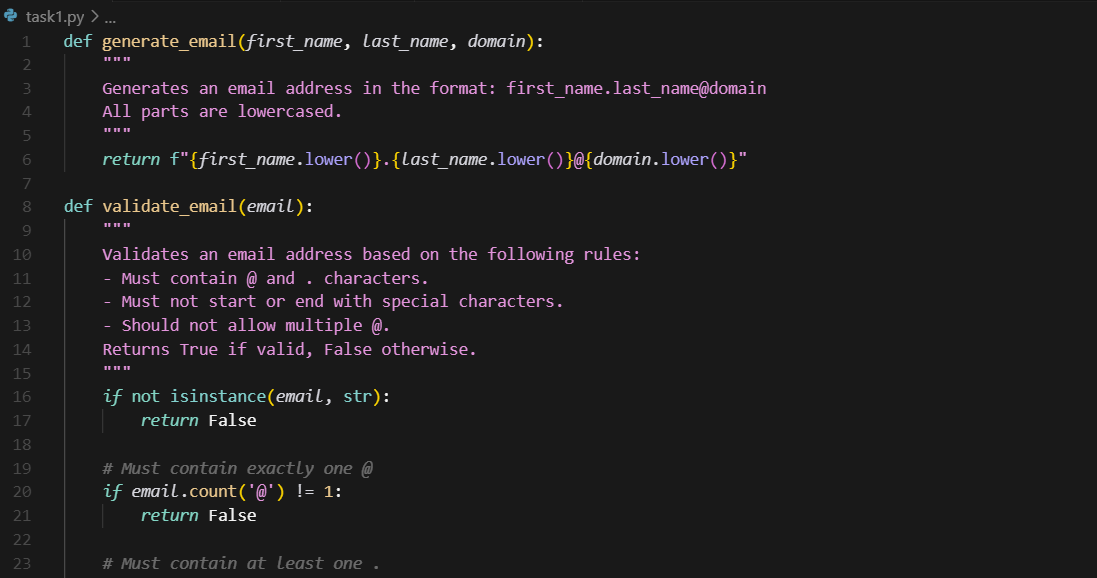 task1.py > ...
1 def generate_email(first_name, last_name, domain):
2     """
3     Generates an email address in the format: first_name.last_name@domain
4     All parts are lowercased.
5     """
6     return f"{first_name.lower()}.{last_name.lower()}@{domain.lower()}"
7
8 def validate_email(email):
9     """
10     Validates an email address based on the following rules:
11     - Must contain @ and . characters.
12     - Must not start or end with special characters.
13     - Should not allow multiple @.
14     Returns True if valid, False otherwise.
15     """
16     if not isinstance(email, str):
17         return False
18
19     # Must contain exactly one @
20     if email.count('@') != 1:
21         return False
22
23     # Must contain at least one .